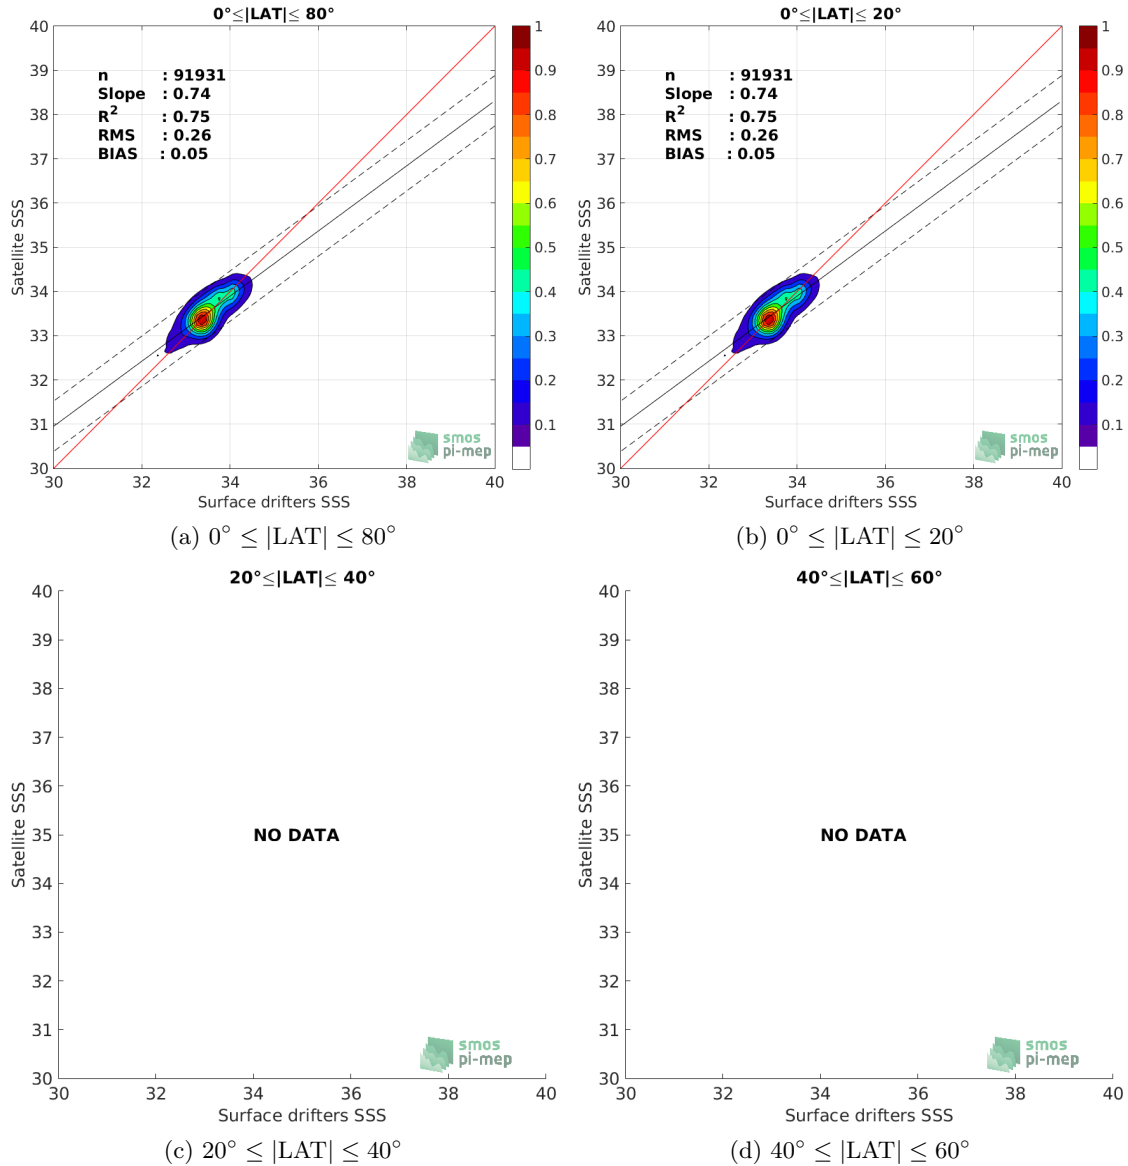 0°≤|LAT|≤ 80°
40
39
38
37
36
35
34
33
32
31
30
Satellite SSS
n : 91931
Slope : 0.74
R² : 0.75
RMS : 0.26
BIAS : 0.05
smos
pi-mep
30 32 34 36 38 40
Surface drifters SSS
1
0.9
0.8
0.7
0.6
0.5
0.4
0.3
0.2
0.1
(a) 0° ≤ |LAT| ≤ 80°
0°≤|LAT|≤ 20°
40
39
38
37
36
35
34
33
32
31
30
Satellite SSS
n : 91931
Slope : 0.74
R² : 0.75
RMS : 0.26
BIAS : 0.05
smos
pi-mep
30 32 34 36 38 40
Surface drifters SSS
1
0.9
0.8
0.7
0.6
0.5
0.4
0.3
0.2
0.1
(b) 0° ≤ |LAT| ≤ 20°
20°≤|LAT|≤ 40°
40
39
38
37
36
35
34
33
32
31
30
Satellite SSS
NO DATA
smos
pi-mep
30 32 34 36 38 40
Surface drifters SSS
(c) 20° ≤ |LAT| ≤ 40°
40°≤|LAT|≤ 60°
40
39
38
37
36
35
34
33
32
31
30
Satellite SSS
NO DATA
smos
pi-mep
30 32 34 36 38 40
Surface drifters SSS
(d) 40° ≤ |LAT| ≤ 60°